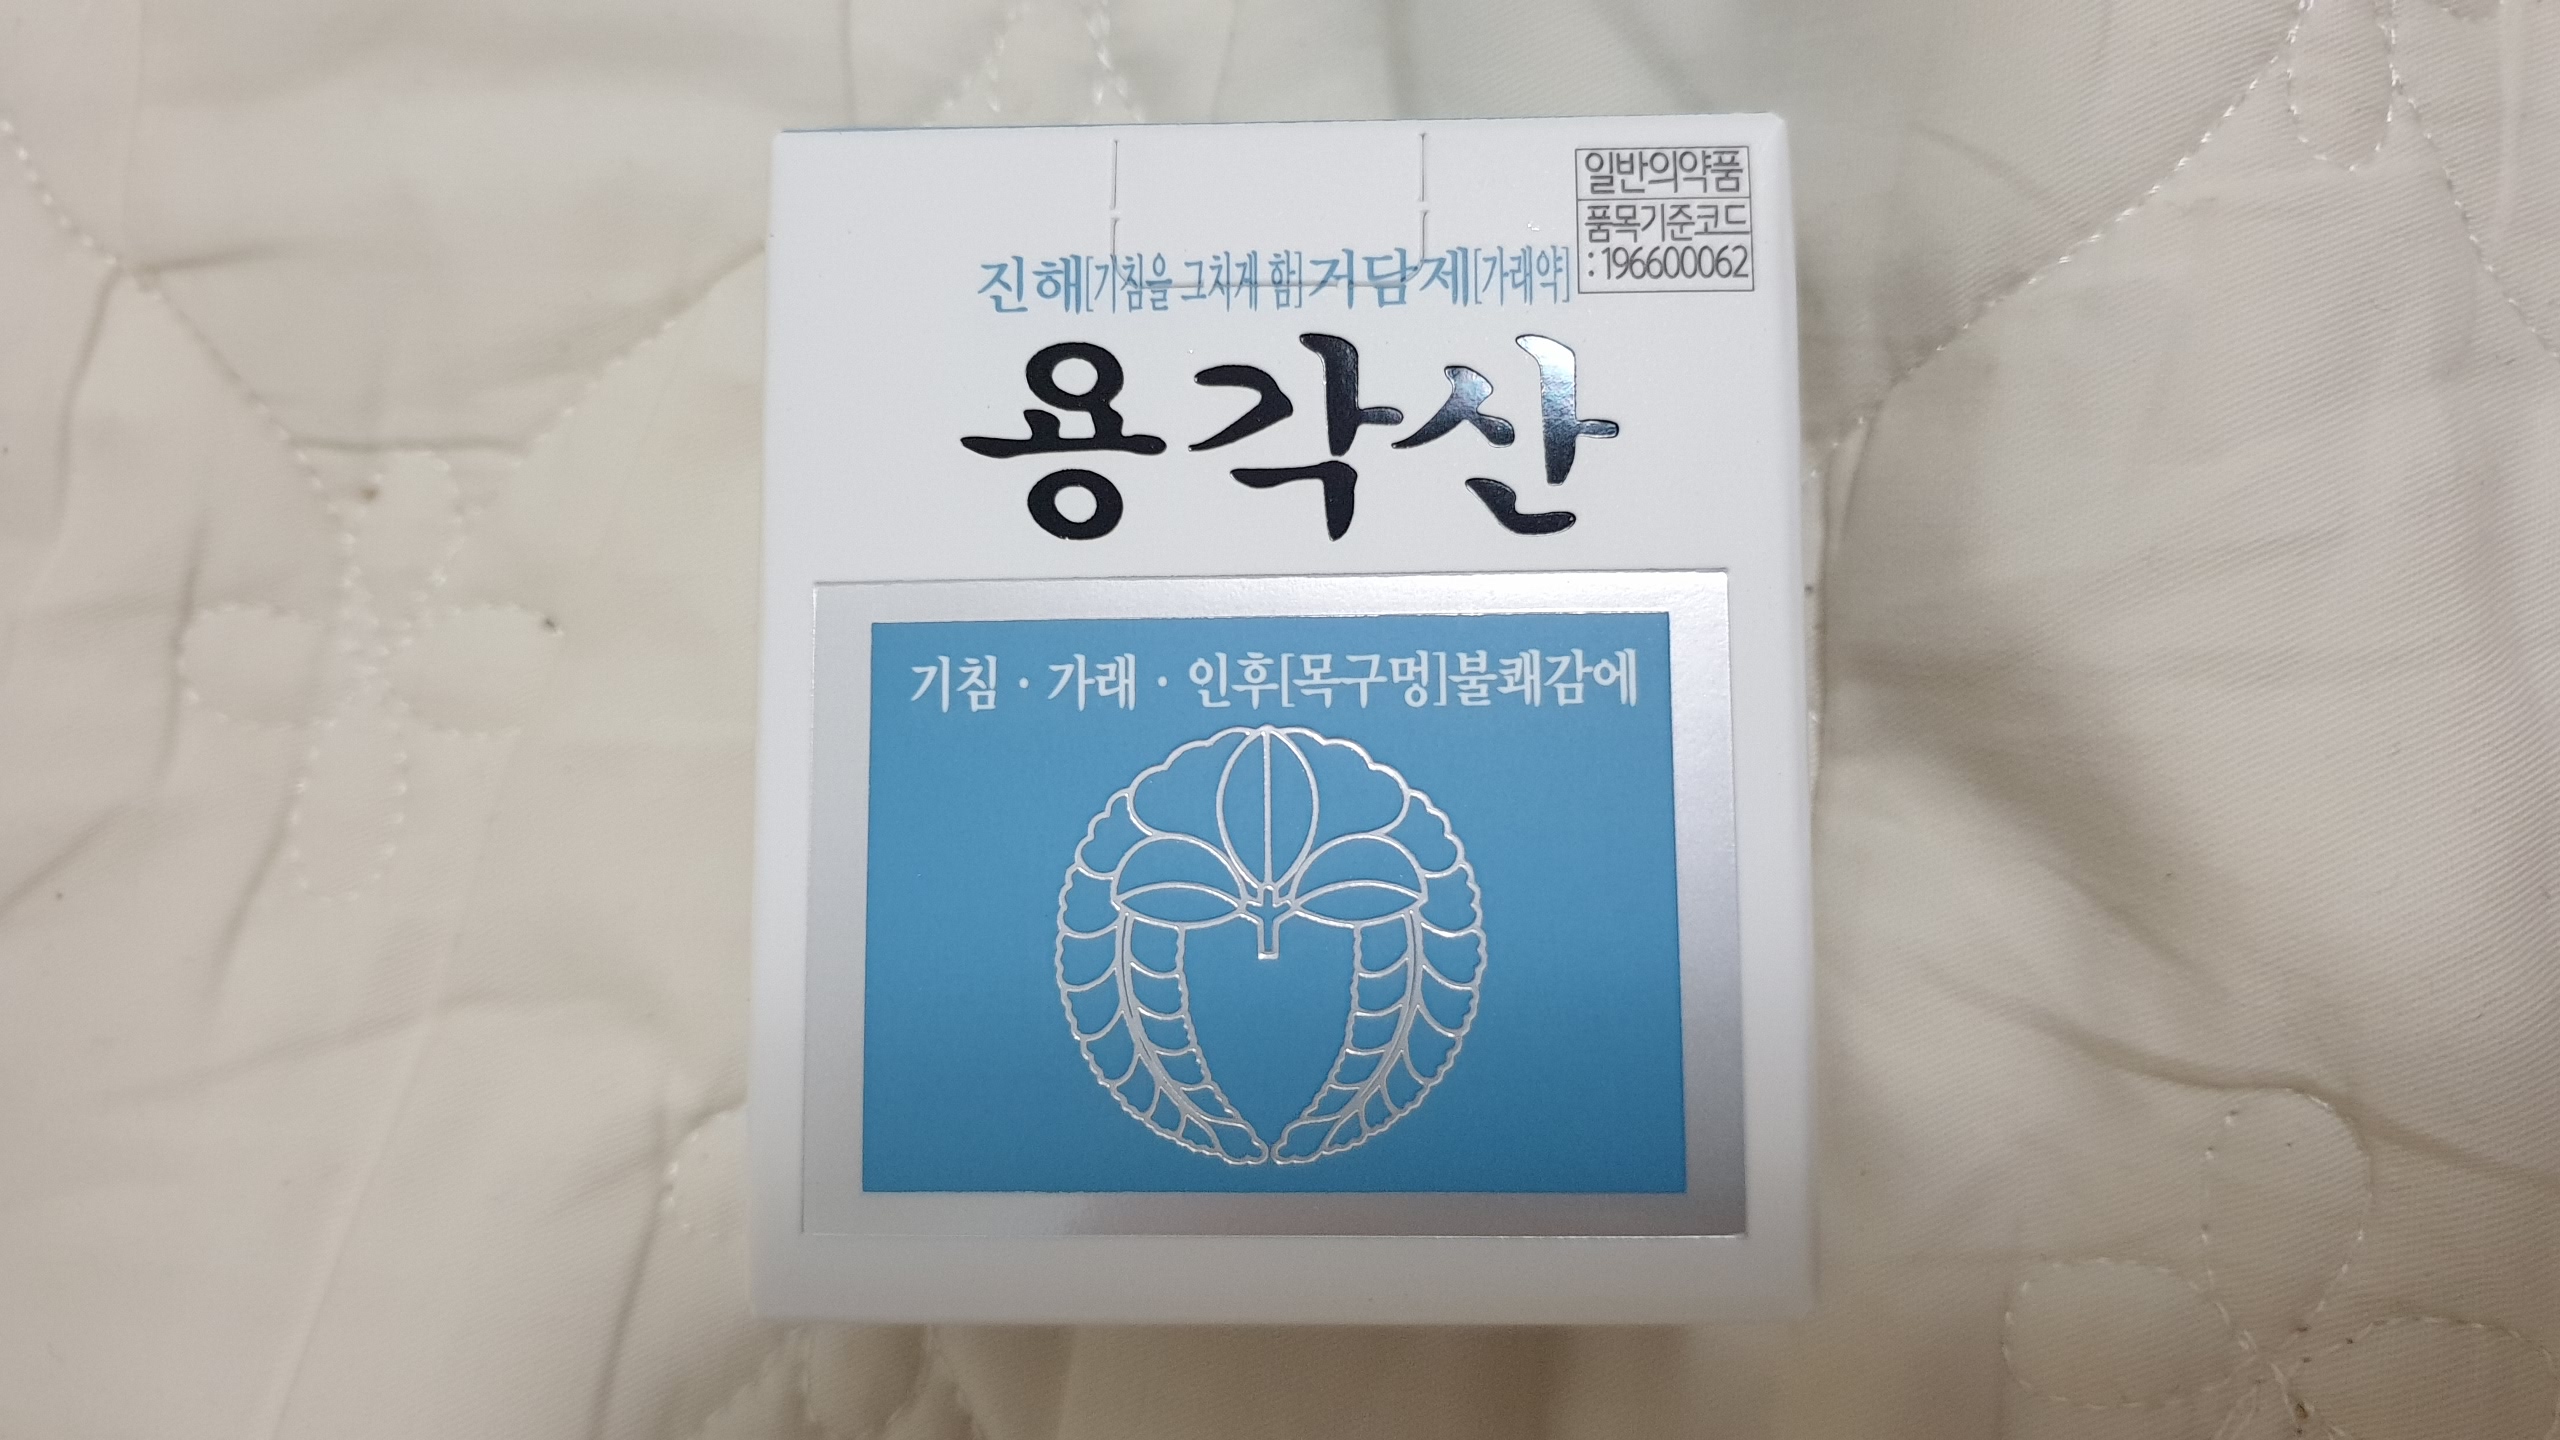 일반의약품
품목기준코드
: 196600062
진해[기침을 그치게 함]거담제[가래약]
용각산
기침 · 가래 · 인후[목구멍]불쾌감에